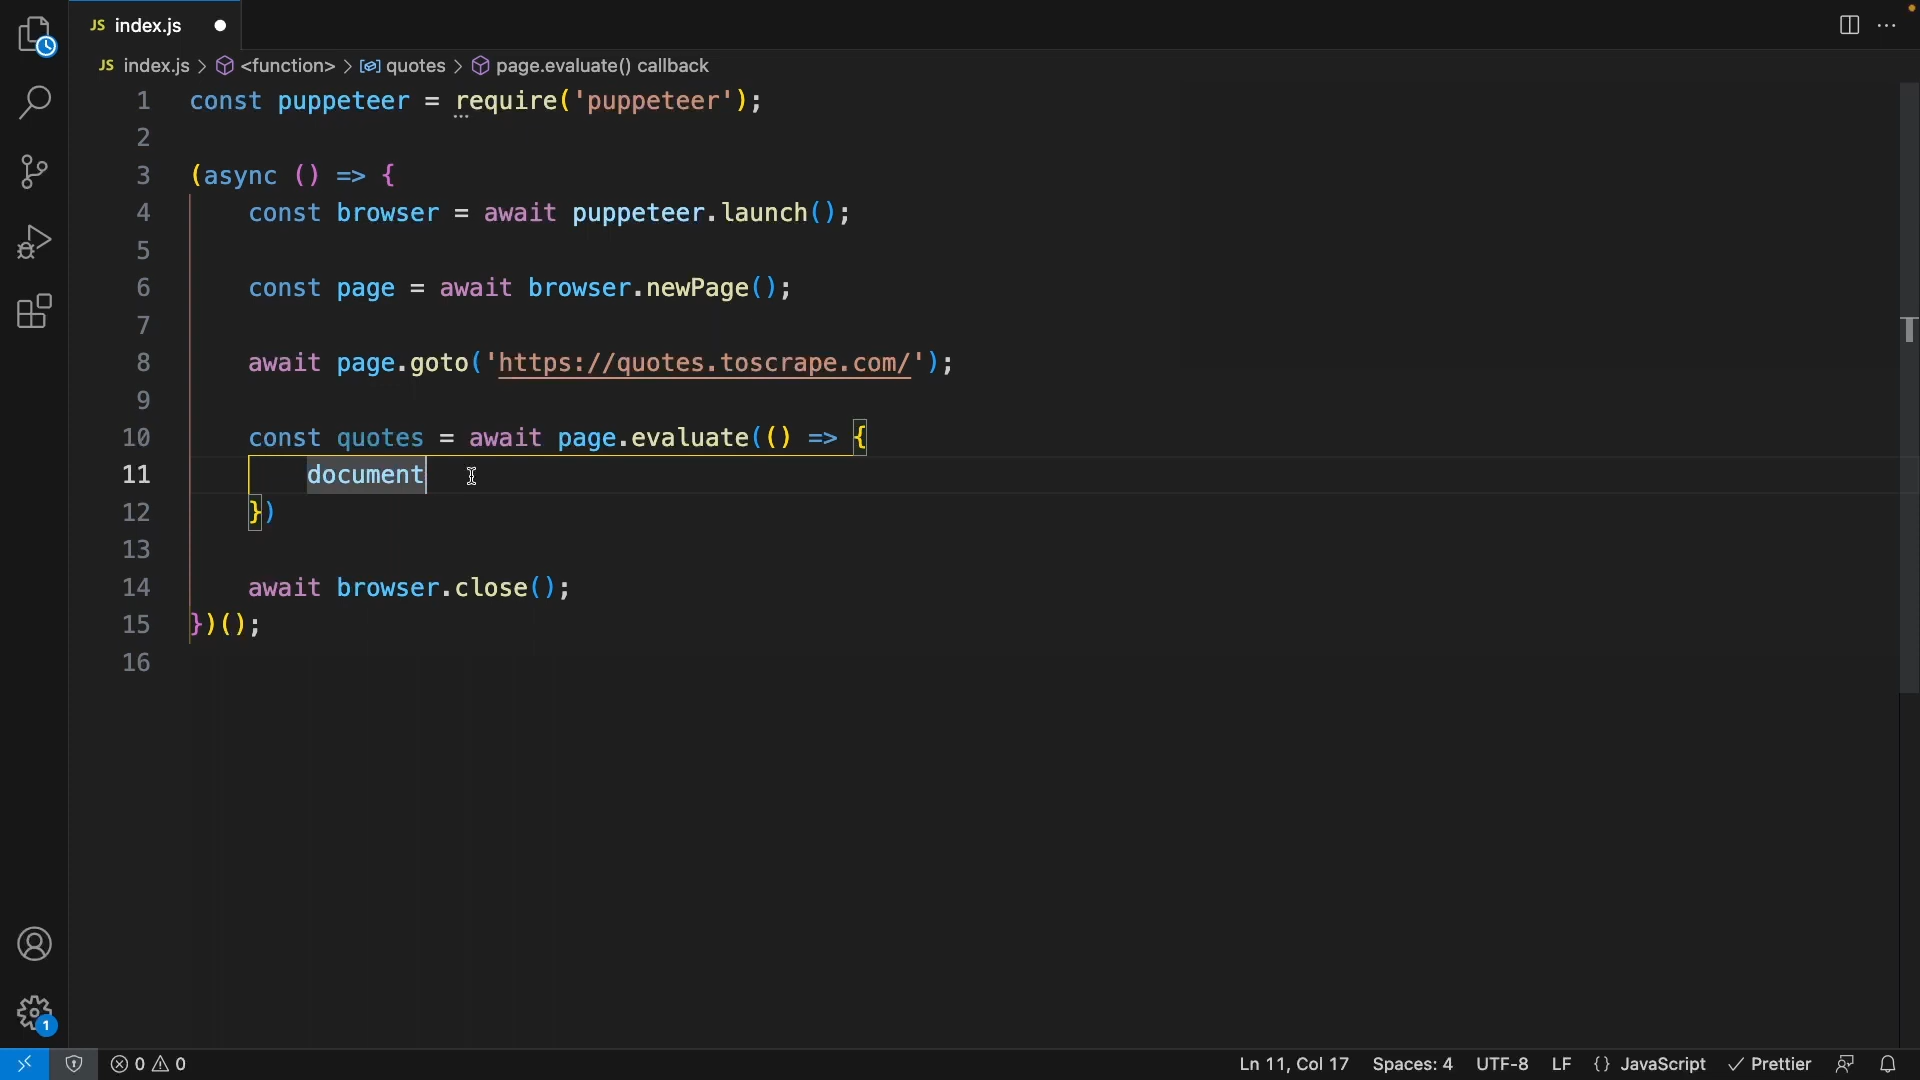 JS index.js
JS index.js > <function> > quotes > page.evaluate() callback
1 const puppeteer = require('puppeteer');
2
3 (async () => {
4 const browser = await puppeteer.launch();
5
6 const page = await browser.newPage();
7
8 await page.goto('https://quotes.toscrape.com/');
9
10 const quotes = await page.evaluate(() => {
11 document
12 })
13
14 await browser.close();
15 })();
16
1
0 0 Ln 11, Col 17 Spaces: 4 UTF-8 LF {} JavaScript Prettier